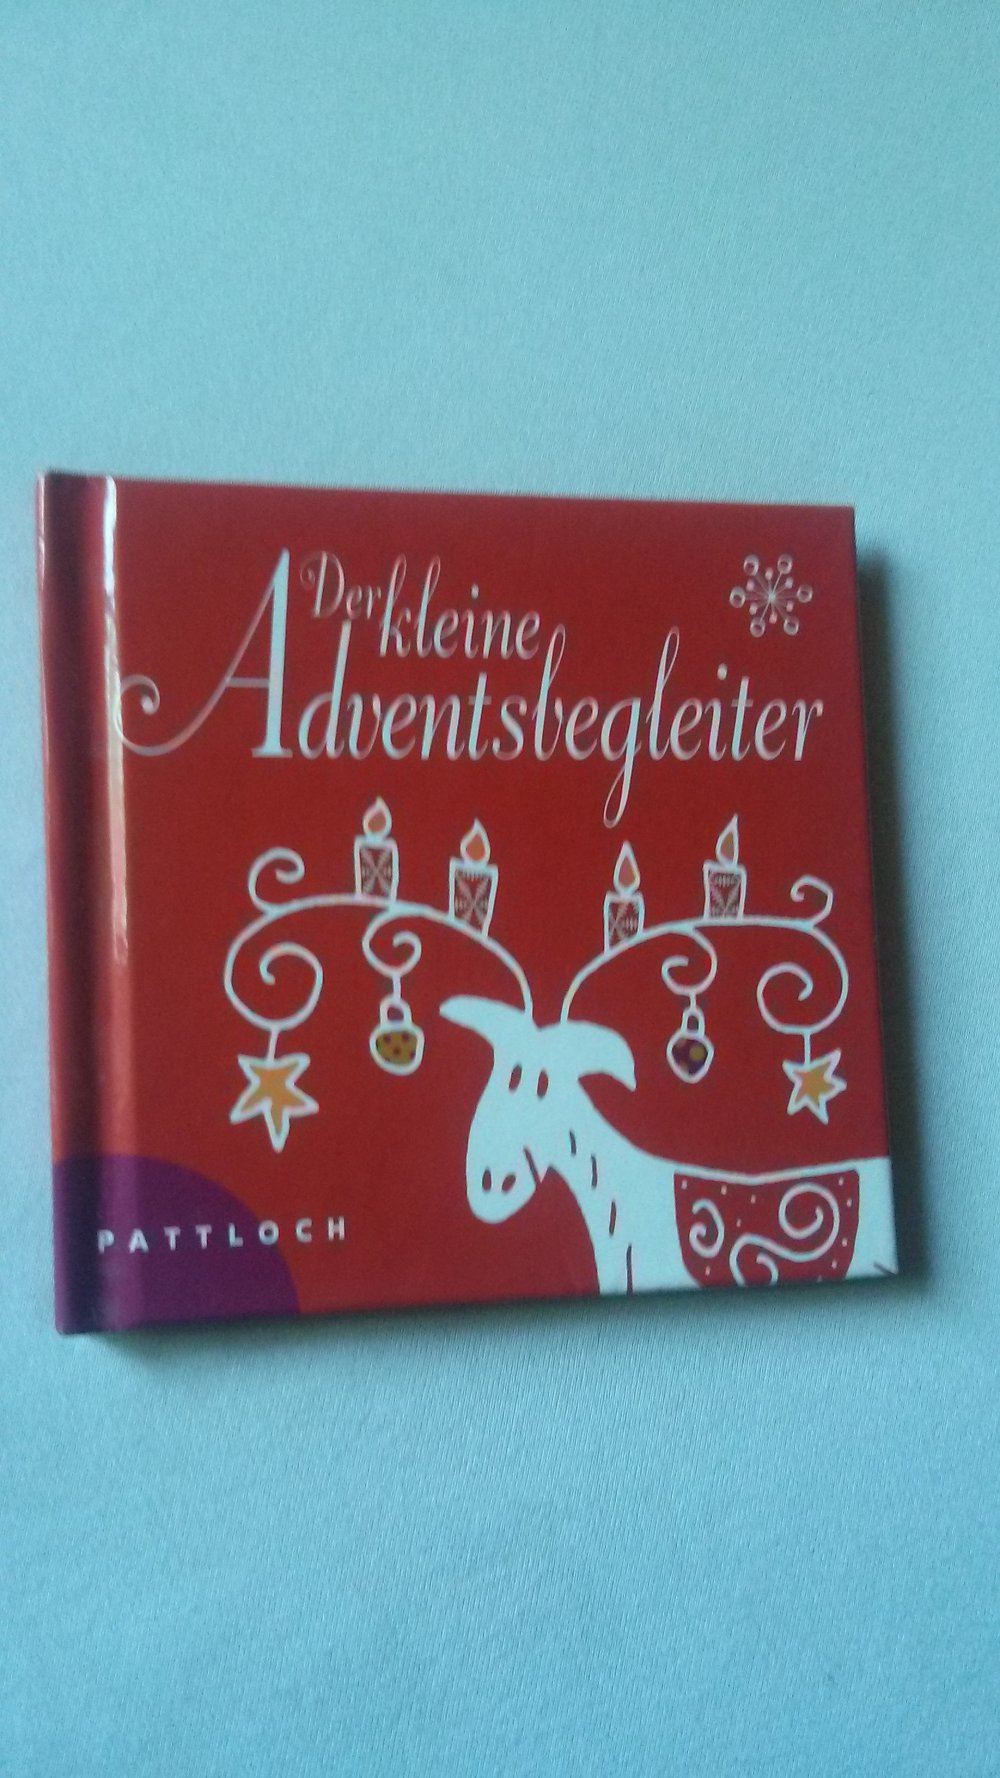 Der kleine
Adventsbegleiter
PATTLOCH